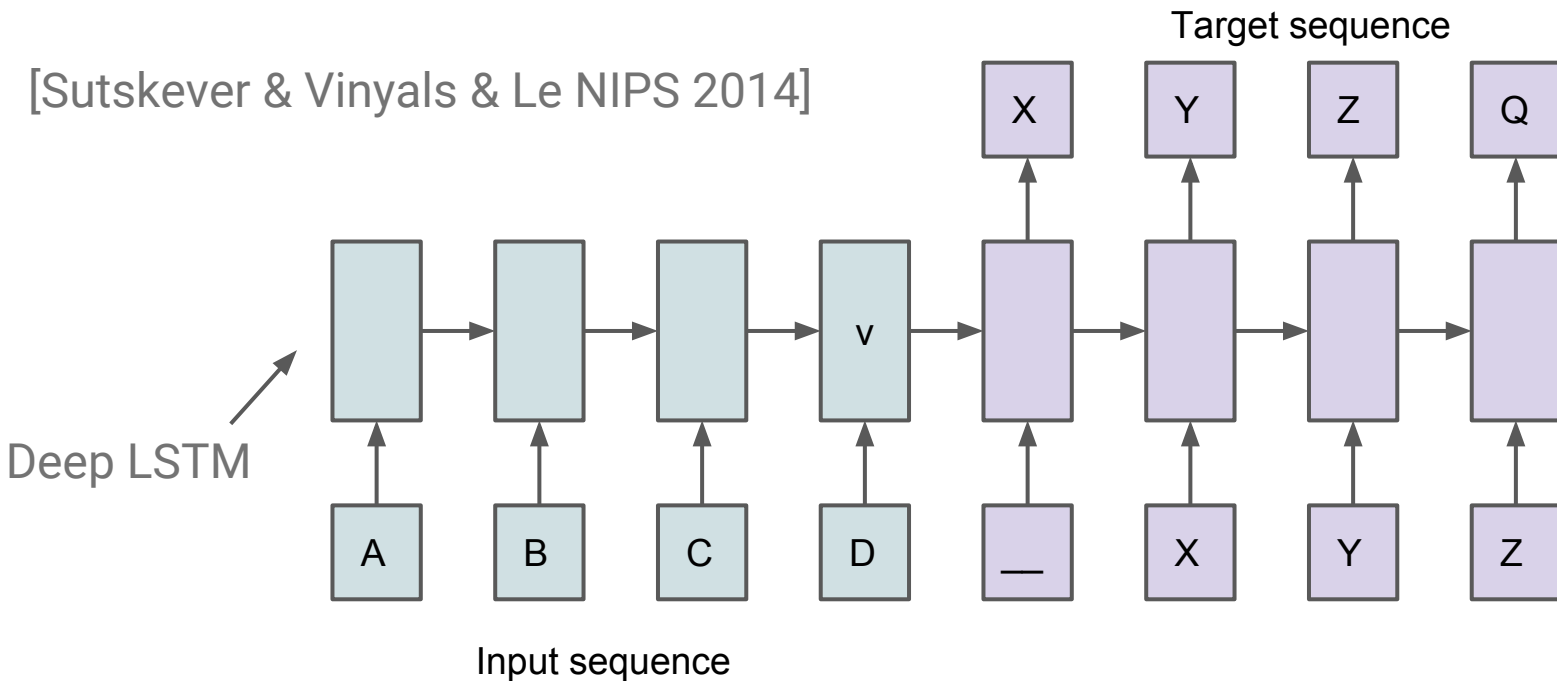 Target sequence
[Sutskever & Vinyals & Le NIPS 2014]
X Y Z Q
v
Deep LSTM
A B C D __ X Y Z
Input sequence